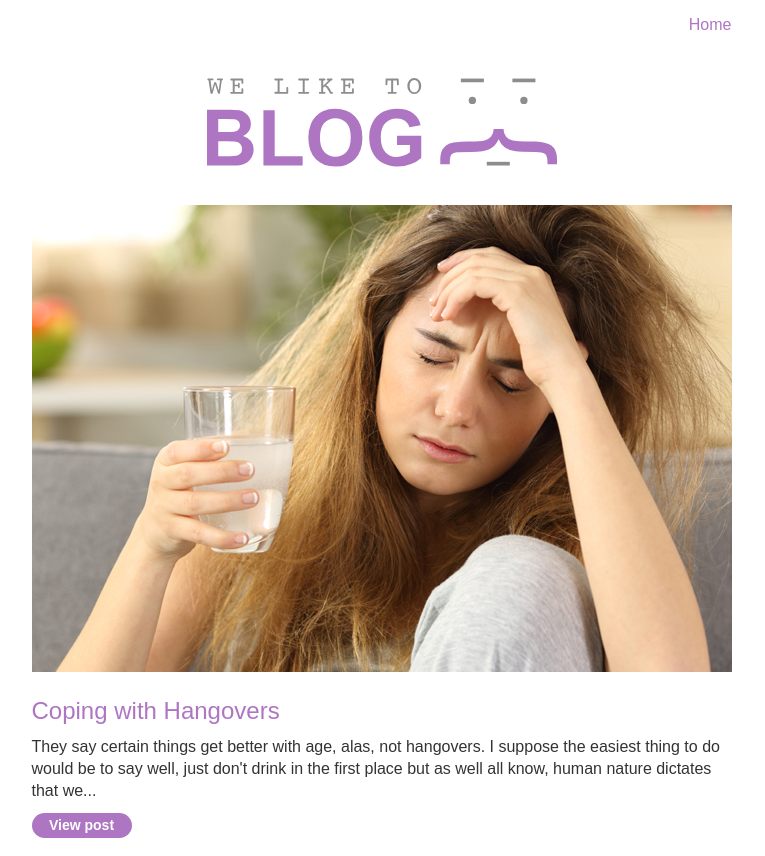 Home
WE LIKE TO
BLOG
Coping with Hangovers
They say certain things get better with age, alas, not hangovers. I suppose the easiest thing to do
would be to say well, just don't drink in the first place but as well all know, human nature dictates
that we...
View post